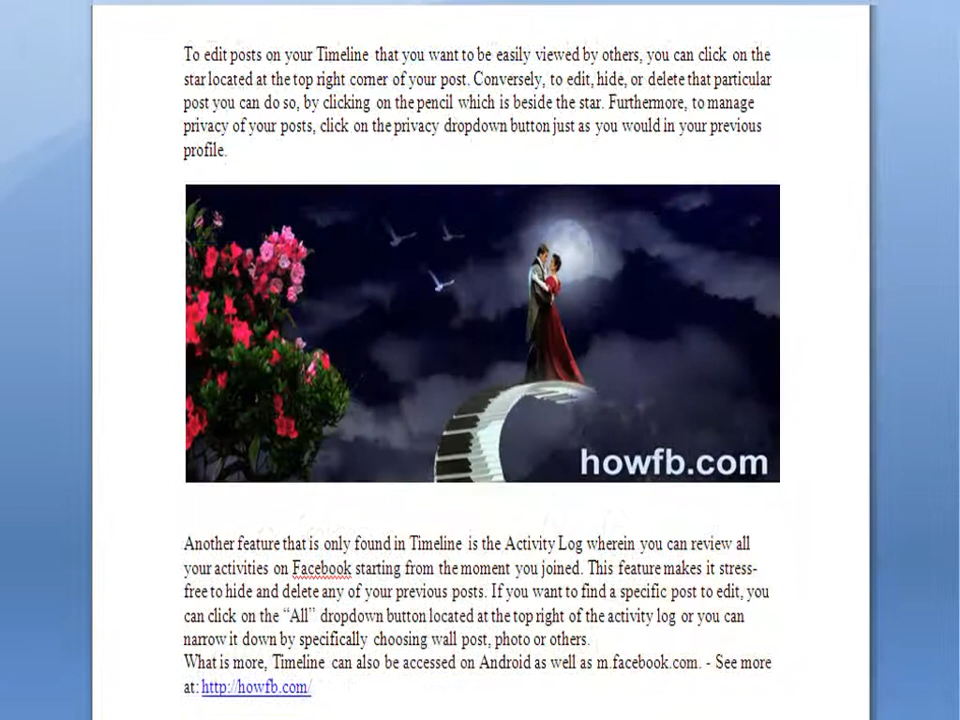 To edit posts on your Timeline that you want to be easily viewed by others, you can click on the
star located at the top right corner of your post. Conversely, to edit, hide, or delete that particular
post you can do so, by clicking on the pencil which is beside the star. Furthermore, to manage
privacy of your posts, click on the privacy dropdown button just as you would in your previous
profile.
howfb.com
Another feature that is only found in Timeline is the Activity Log wherein you can review all
your activities on Facebook starting from the moment you joined. This feature makes it stress-
free to hide and delete any of your previous posts. If you want to find a specific post to edit, you
can click on the “All” dropdown button located at the top right of the activity log or you can
narrow it down by specifically choosing wall post, photo or others.
What is more, Timeline can also be accessed on Android as well as m.facebook.com. - See more
at: http://howfb.com/